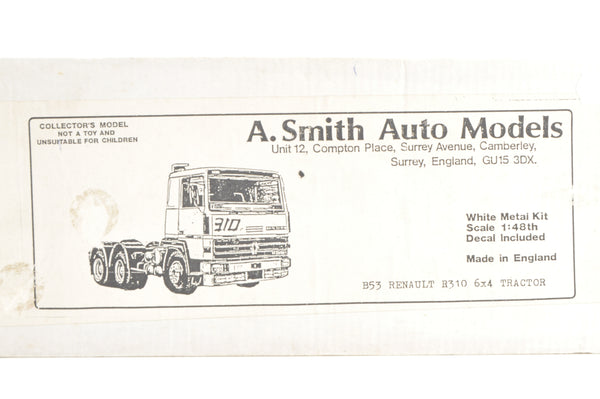 COLLECTOR'S MODEL
NOT A TOY AND
UNSUITABLE FOR CHILDREN
A. Smith Auto Models
Unit 12, Compton Place, Surrey Avenue, Camberley,
Surrey, England, GU15 3DX.
310
White Metal Kit
Scale 1:48th
Decal Included
Made in England
B53 RENAULT R310 6x4 TRACTOR